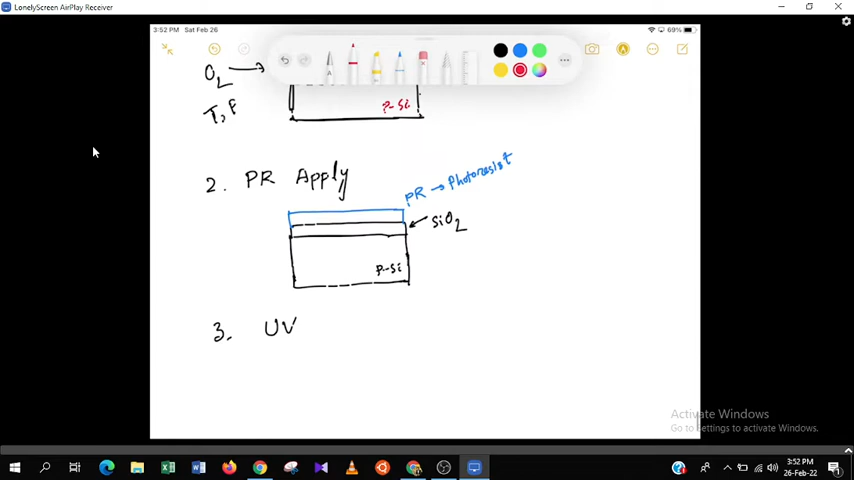 LonelyScreen AirPlay Receiver
3:52 PM Sat Feb 26
69%
A
O2 →
T, P
P-Si
2. PR Apply
PR → Photoresist
SiO2
P-Si
3. UV
Activate Windows
Go to Settings to activate Windows.
3:52 PM
26-Feb-22